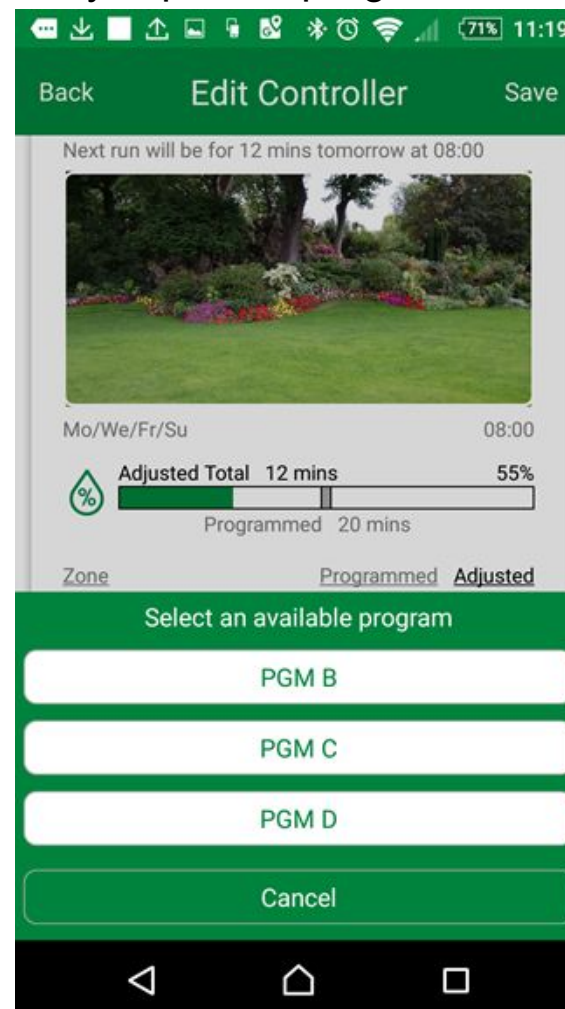 71% 11:19
Back Edit Controller Save
Next run will be for 12 mins tomorrow at 08:00
Mo/We/Fr/Su 08:00
Adjusted Total 12 mins 55%
%
Programmed 20 mins
Zone Programmed Adjusted
Select an available program
PGM B
PGM C
PGM D
Cancel